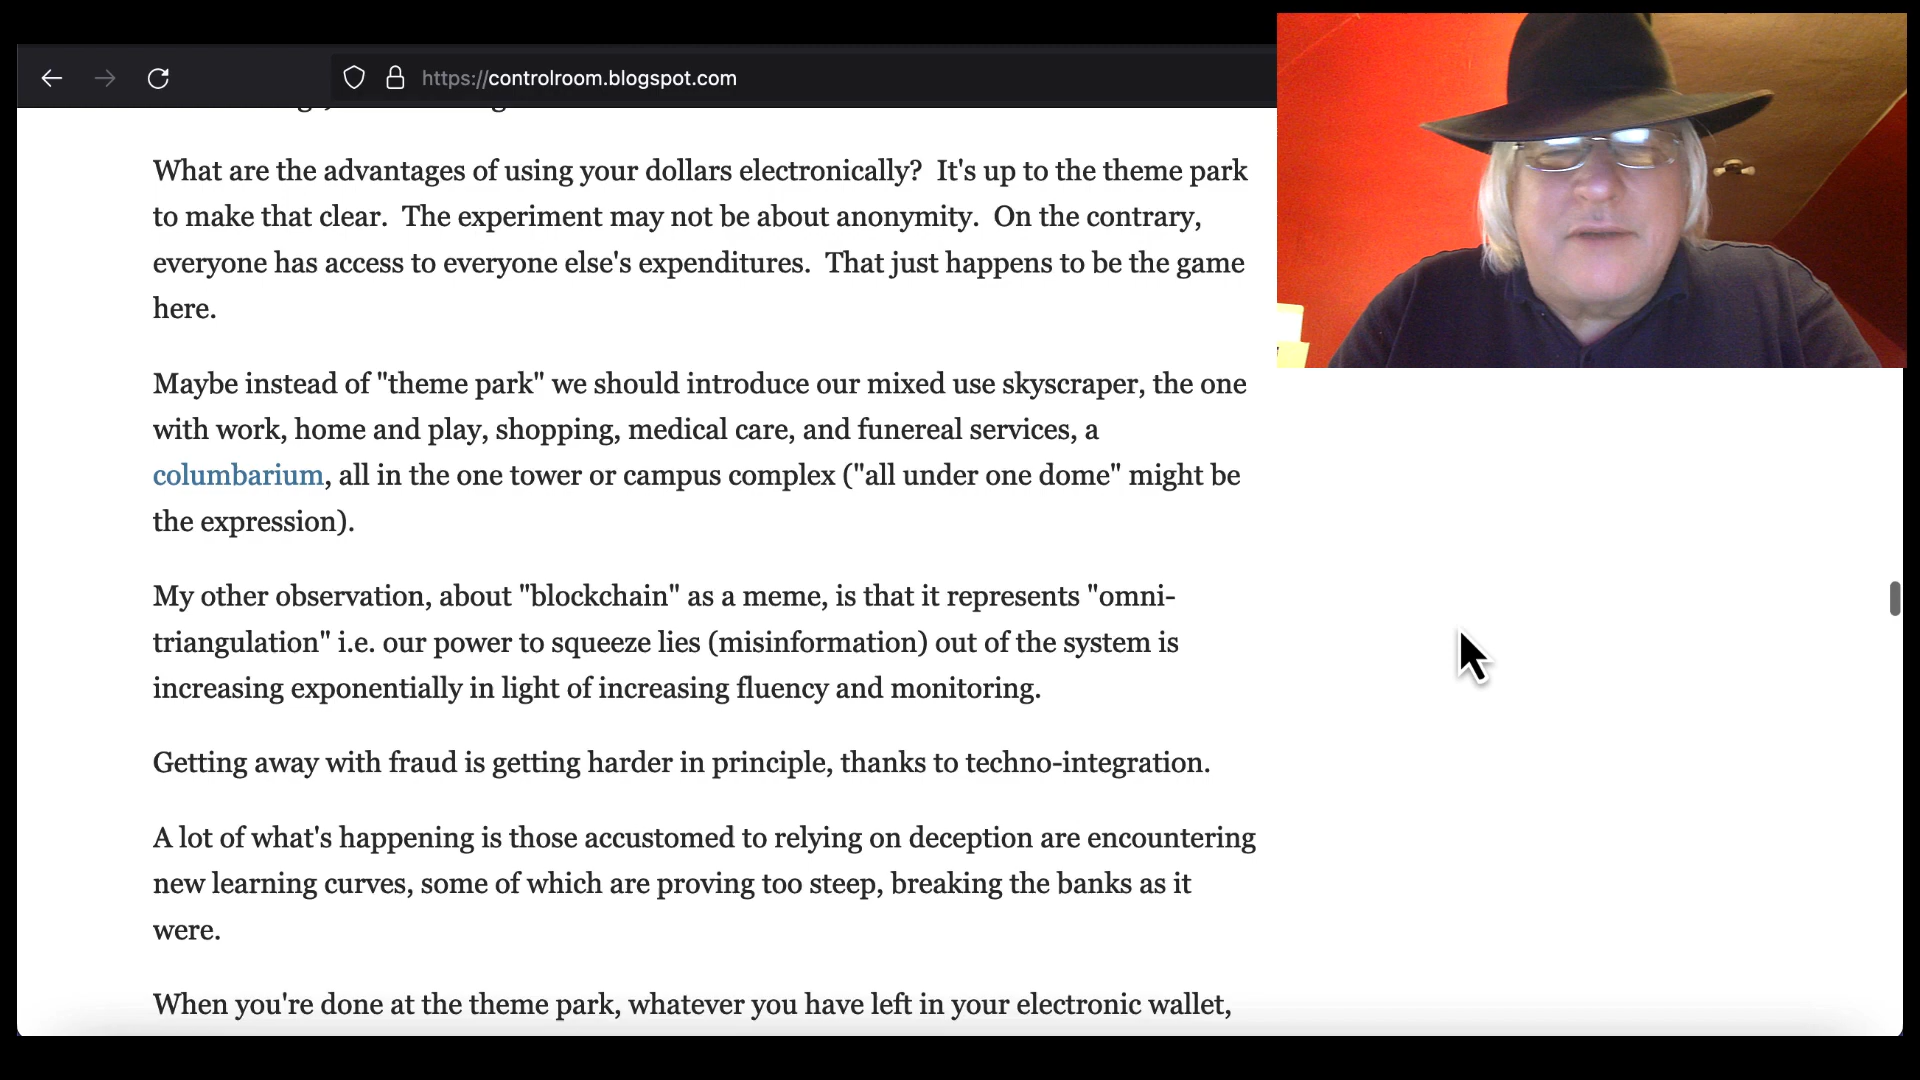 https://controlroom.blogspot.com
What are the advantages of using your dollars electronically?  It's up to the theme park
to make that clear.  The experiment may not be about anonymity.  On the contrary,
everyone has access to everyone else's expenditures.  That just happens to be the game
here.
Maybe instead of "theme park" we should introduce our mixed use skyscraper, the one
with work, home and play, shopping, medical care, and funereal services, a
columbarium, all in the one tower or campus complex ("all under one dome" might be
the expression).
My other observation, about "blockchain" as a meme, is that it represents "omni-
triangulation" i.e. our power to squeeze lies (misinformation) out of the system is
increasing exponentially in light of increasing fluency and monitoring.
Getting away with fraud is getting harder in principle, thanks to techno-integration.
A lot of what's happening is those accustomed to relying on deception are encountering
new learning curves, some of which are proving too steep, breaking the banks as it
were.
When you're done at the theme park, whatever you have left in your electronic wallet,